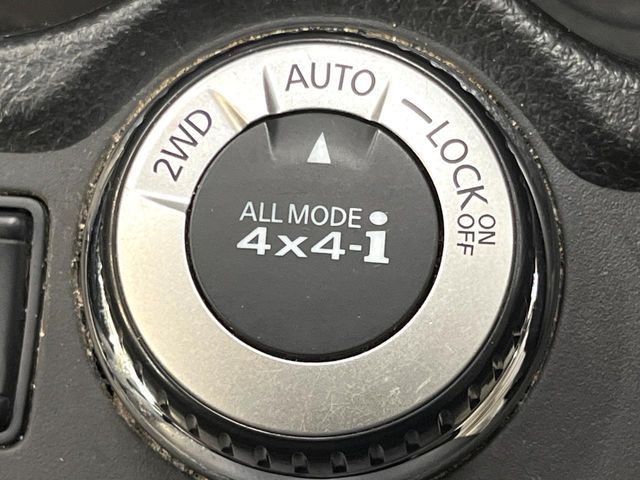 2WD
AUTO
LOCK
ON
OFF
ALL MODE
4x4-i